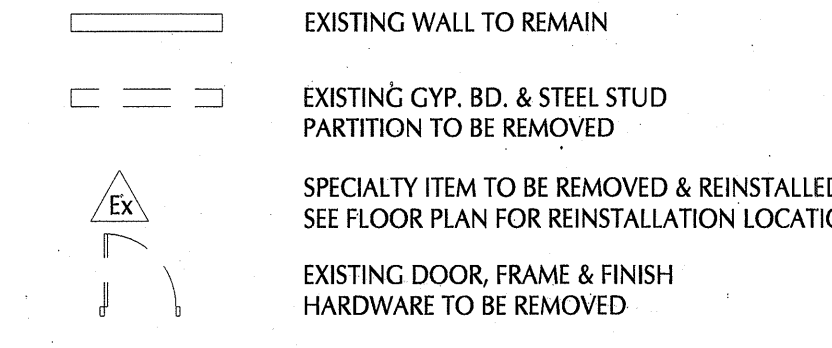 EXISTING WALL TO REMAIN
EXISTING GYP. BD. & STEEL STUD
PARTITION TO BE REMOVED
Ex
SPECIALTY ITEM TO BE REMOVED & REINSTALLED
SEE FLOOR PLAN FOR REINSTALLATION
EXISTING DOOR, FRAME & FINISH
HARDWARE TO BE REMOVED